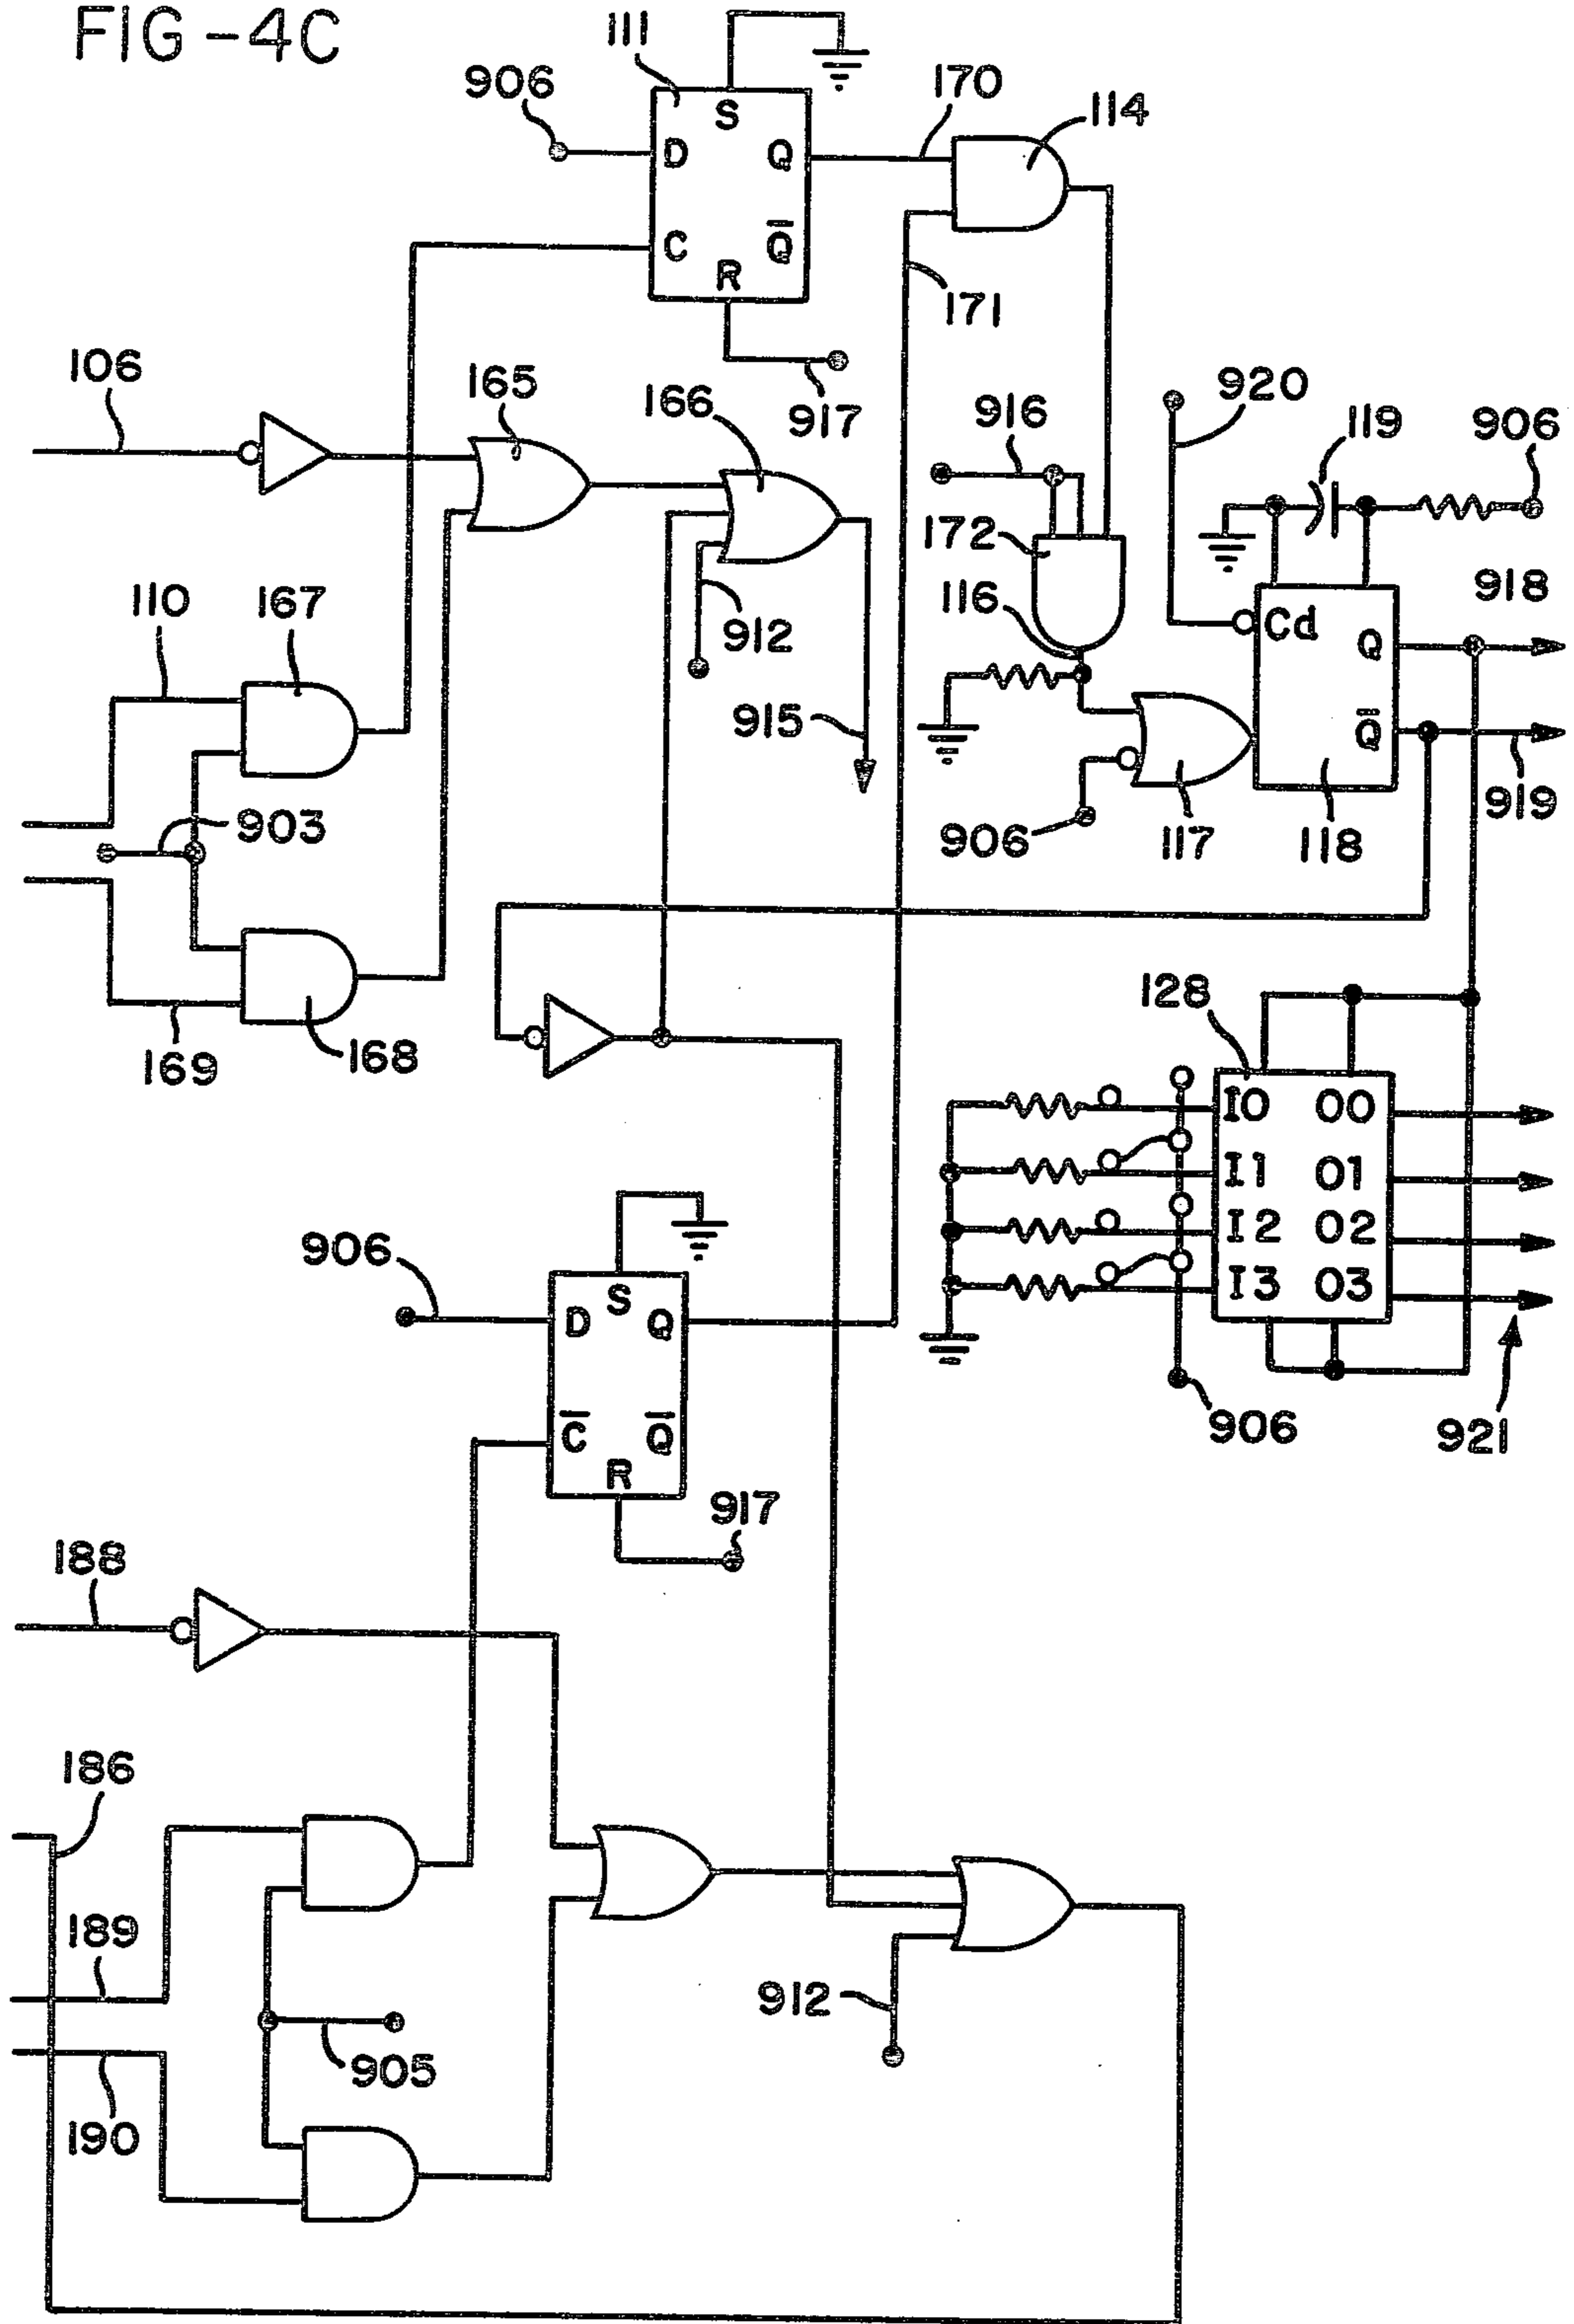 FIG-4C
111
906
170
114
S
D
Q
C
Q̅
R
171
917
106
165
166
916
920
119
906
172
110
167
912
116
Cd
918
Q
915
Q̅
903
906
117
118
919
128
169
168
I0 O0
I1 O1
I2 O2
I3 O3
906
S
D
Q
C̅
Q̅
R
906
921
917
188
186
189
912
905
190